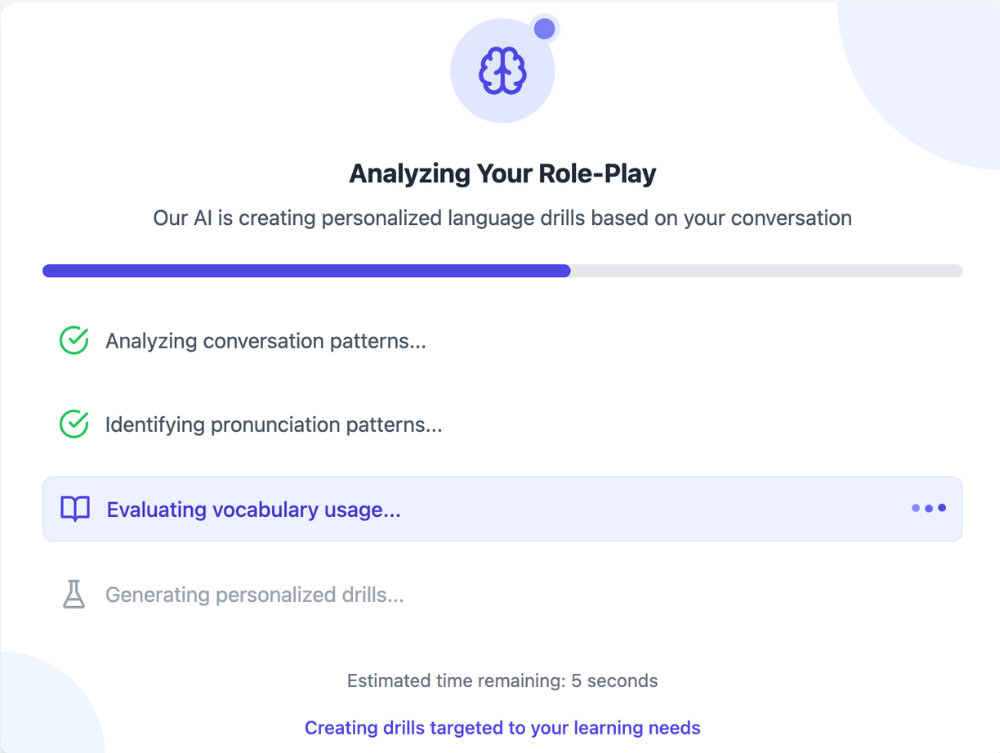 Analyzing Your Role-Play
Our AI is creating personalized language drills based on your conversation
Analyzing conversation patterns...
Identifying pronunciation patterns...
Evaluating vocabulary usage...
Generating personalized drills...
Estimated time remaining: 5 seconds
Creating drills targeted to your learning needs